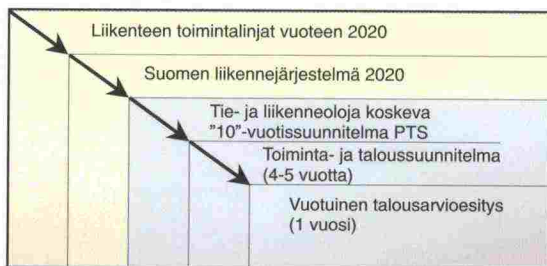 Liikenteen toimintalinjat vuoteen 2020
Suomen liikennejärjestelmä 2020
Tie- ja liikenneoloja koskeva
"10"-vuotissuunnitelma PTS
Toiminta- ja taloussuunnitelma
(4-5 vuotta)
Vuotuinen talousarvioesitys
(1 vuosi)